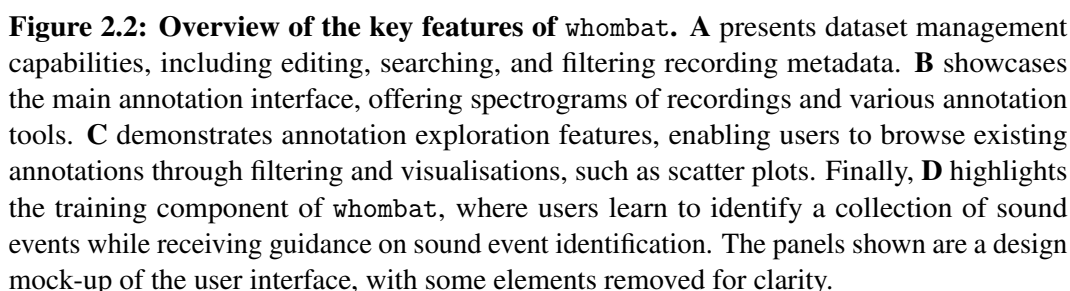 Figure 2.2: Overview of the key features of whombat. A presents dataset management
capabilities, including editing, searching, and filtering recording metadata. B showcases
the main annotation interface, offering spectrograms of recordings and various annotation
tools. C demonstrates annotation exploration features, enabling users to browse existing
annotations through filtering and visualisations, such as scatter plots. Finally, D highlights
the training component of whombat, where users learn to identify a collection of sound
events while receiving guidance on sound event identification. The panels shown are a design
mock-up of the user interface, with some elements removed for clarity.